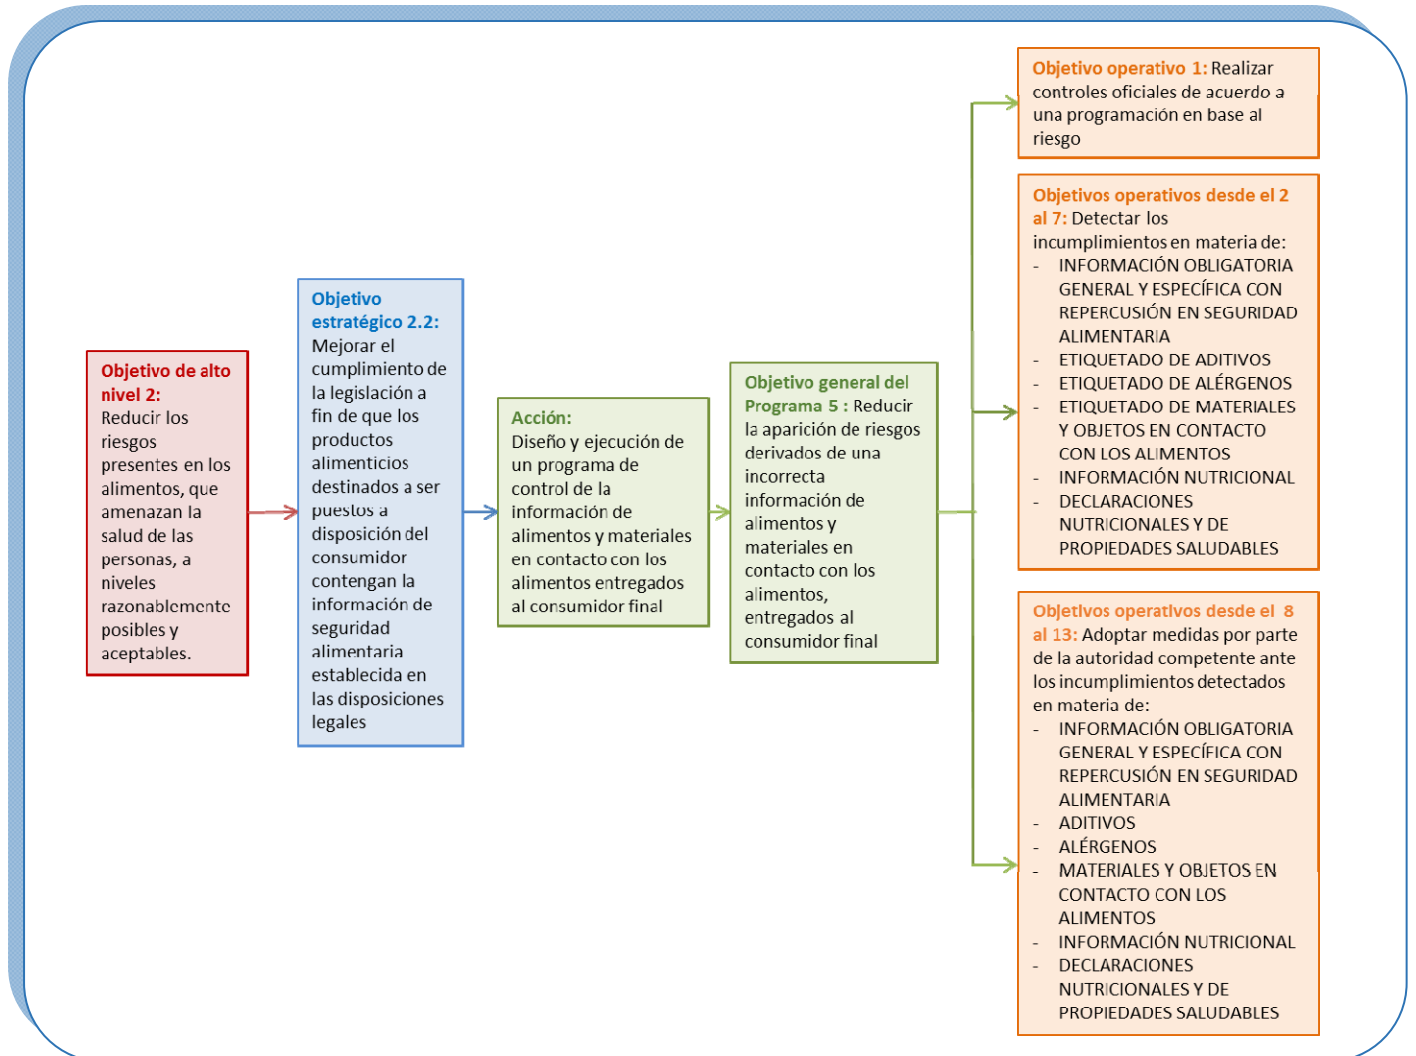 Objetivo de alto
nivel 2:
Reducir los
riesgos
presentes en los
alimentos, que
amenazan la
salud de las
personas, a
niveles
razonablemente
posibles y
aceptables.
Objetivo
estratégico 2.2:
Mejorar el
cumplimiento de
la legislación a
fin de que los
productos
alimenticios
destinados a ser
puestos a
disposición del
consumidor
contengan la
información de
seguridad
alimentaria
establecida en
las disposiciones
legales
Acción:
Diseño y ejecución de
un programa de
control de la
información de
alimentos y materiales
en contacto con los
alimentos entregados
al consumidor final
Objetivo general del
Programa 5 : Reducir
la aparición de riesgos
derivados de una
incorrecta
información de
alimentos y
materiales en
contacto con los
alimentos,
entregados al
consumidor final
Objetivo operativo 1: Realizar
controles oficiales de acuerdo a
una programación en base al
riesgo
Objetivos operativos desde el 2
al 7: Detectar los
incumplimientos en materia de:
- INFORMACIÓN OBLIGATORIA
GENERAL Y ESPECÍFICA CON
REPERCUSIÓN EN SEGURIDAD
ALIMENTARIA
- ETIQUETADO DE ADITIVOS
- ETIQUETADO DE ALÉRGENOS
- ETIQUETADO DE MATERIALES
Y OBJETOS EN CONTACTO
CON LOS ALIMENTOS
- INFORMACIÓN NUTRICIONAL
- DECLARACIONES
NUTRICIONALES Y DE
PROPIEDADES SALUDABLES
Objetivos operativos desde el 8
al 13: Adoptar medidas por parte
de la autoridad competente ante
los incumplimientos detectados
en materia de:
- INFORMACIÓN OBLIGATORIA
GENERAL Y ESPECÍFICA CON
REPERCUSIÓN EN SEGURIDAD
ALIMENTARIA
- ADITIVOS
- ALÉRGENOS
- MATERIALES Y OBJETOS EN
CONTACTO CON LOS
ALIMENTOS
- INFORMACIÓN NUTRICIONAL
- DECLARACIONES
NUTRICIONALES Y DE
PROPIEDADES SALUDABLES